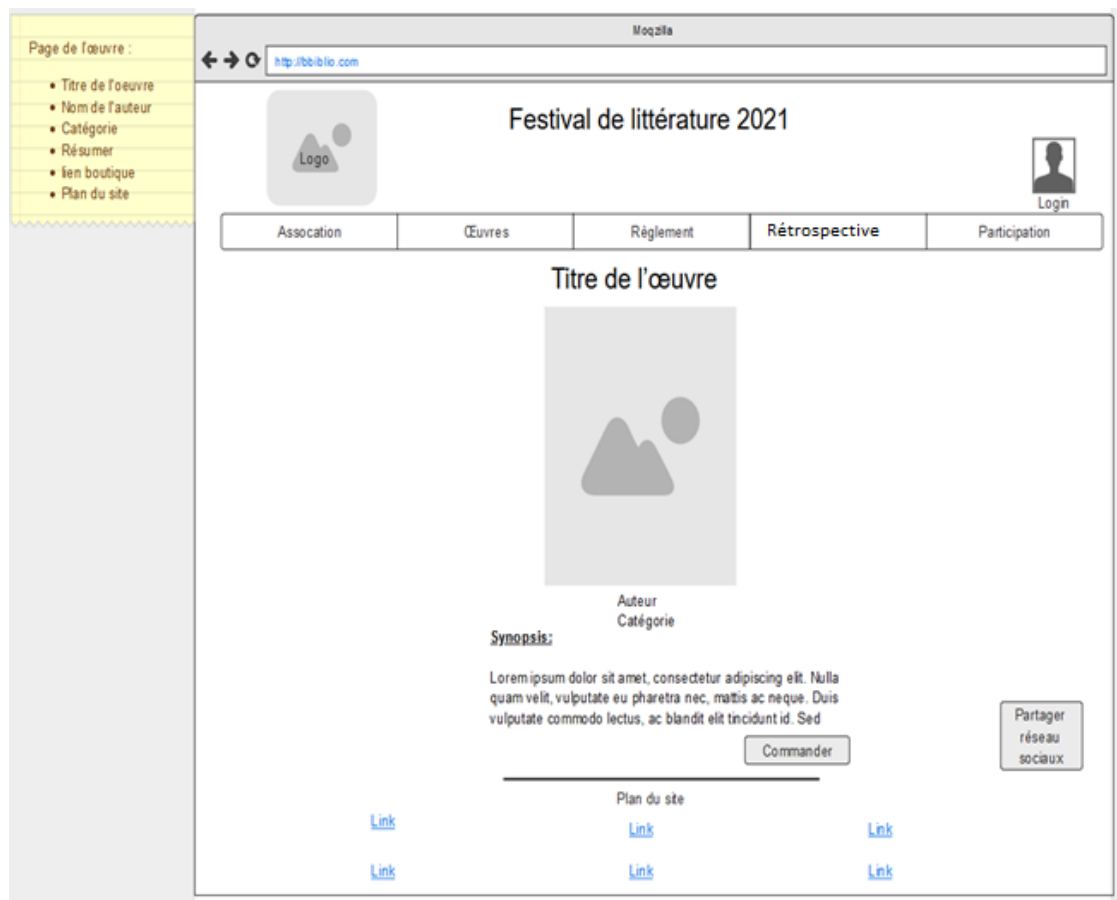 Page de l'œuvre :
Titre de l'oeuvre
Nom de l'auteur
Catégorie
Résumer
lien boutique
Plan du site
Moqzilla
http://bbiblio.com
Logo
Festival de littérature 2021
Login
Assocation
Œuvres
Règlement
Rétrospective
Participation
Titre de l'œuvre
Auteur
Catégorie
Synopsis:
Lorem ipsum dolor sit amet, consectetur adipiscing elit. Nulla
quam velit, vulputate eu pharetra nec, mattis ac neque. Duis
vulputate commodo lectus, ac blandit elit tincidunt id. Sed
Commander
Partager
réseau
sociaux
Plan du site
Link
Link
Link
Link
Link
Link